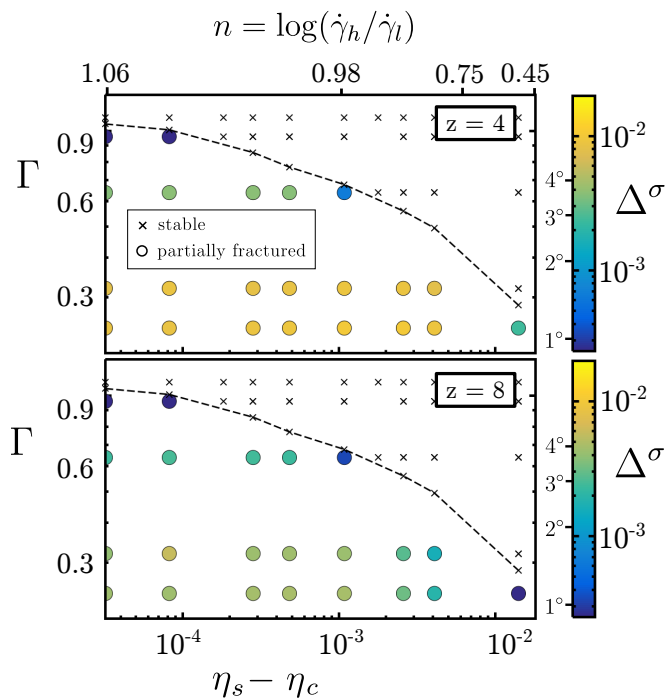 n = log(γ̇_h/γ̇_l)
1.06 0.98 0.75 0.45
z = 4
Γ
0.9
0.6
0.3
× stable
○ partially fractured
4°
3°
2°
1°
10⁻²
10⁻³
Δ^σ
z = 8
Γ
0.9
0.6
0.3
4°
3°
2°
1°
10⁻²
10⁻³
Δ^σ
10⁻⁴ 10⁻³ 10⁻²
η_s − η_c